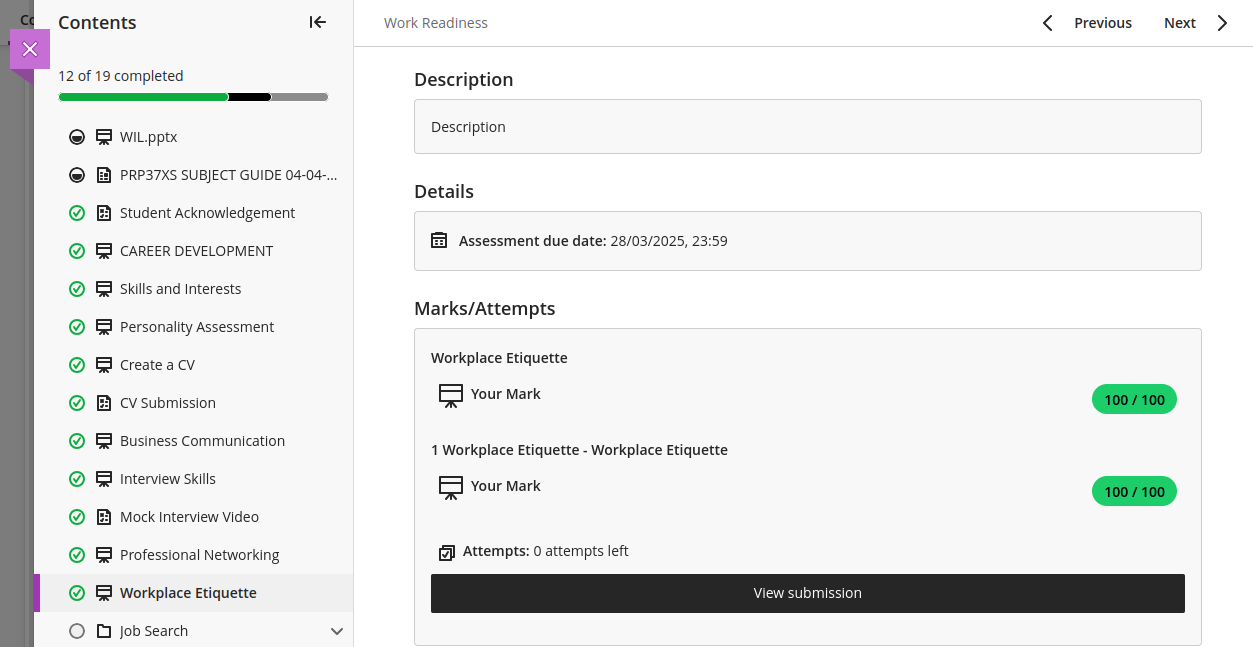 Contents
12 of 19 completed
WIL.pptx
PRP37XS SUBJECT GUIDE 04-04-...
Student Acknowledgement
CAREER DEVELOPMENT
Skills and Interests
Personality Assessment
Create a CV
CV Submission
Business Communication
Interview Skills
Mock Interview Video
Professional Networking
Workplace Etiquette
Job Search
Work Readiness
Previous
Next
Description
Description
Details
Assessment due date: 28/03/2025, 23:59
Marks/Attempts
Workplace Etiquette
Your Mark
100 / 100
1 Workplace Etiquette - Workplace Etiquette
Your Mark
100 / 100
Attempts: 0 attempts left
View submission